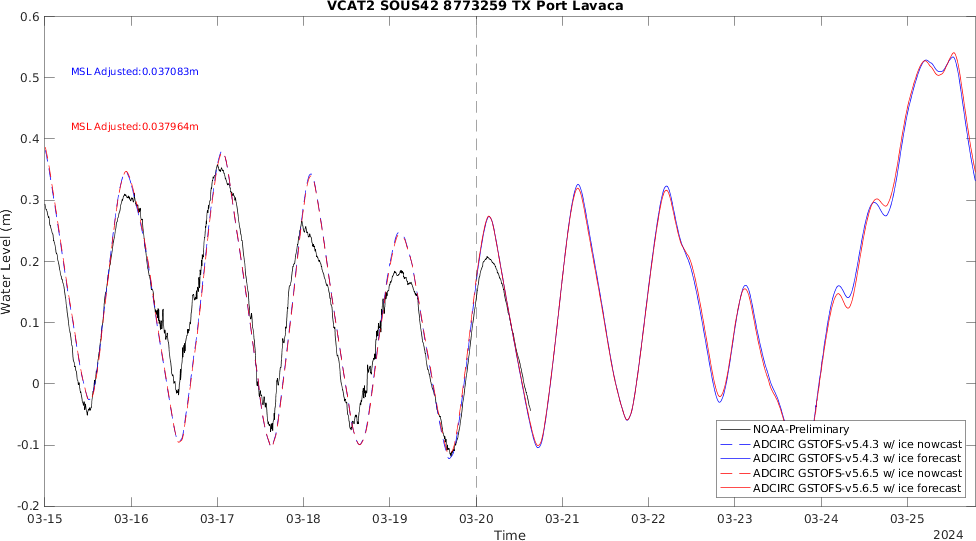 VCAT2 SOUS42 8773259 TX Port Lavaca
0.6
0.5
0.4
0.3
0.2
0.1
0
-0.1
-0.2
Water Level (m)
MSL Adjusted:0.037083m
MSL Adjusted:0.037964m
NOAA-Preliminary
ADCIRC GSTOFS-v5.4.3 w/ ice nowcast
ADCIRC GSTOFS-v5.4.3 w/ ice forecast
ADCIRC GSTOFS-v5.6.5 w/ ice nowcast
ADCIRC GSTOFS-v5.6.5 w/ ice forecast
03-15 03-16 03-17 03-18 03-19 03-20 03-21 03-22 03-23 03-24 03-25
Time
2024